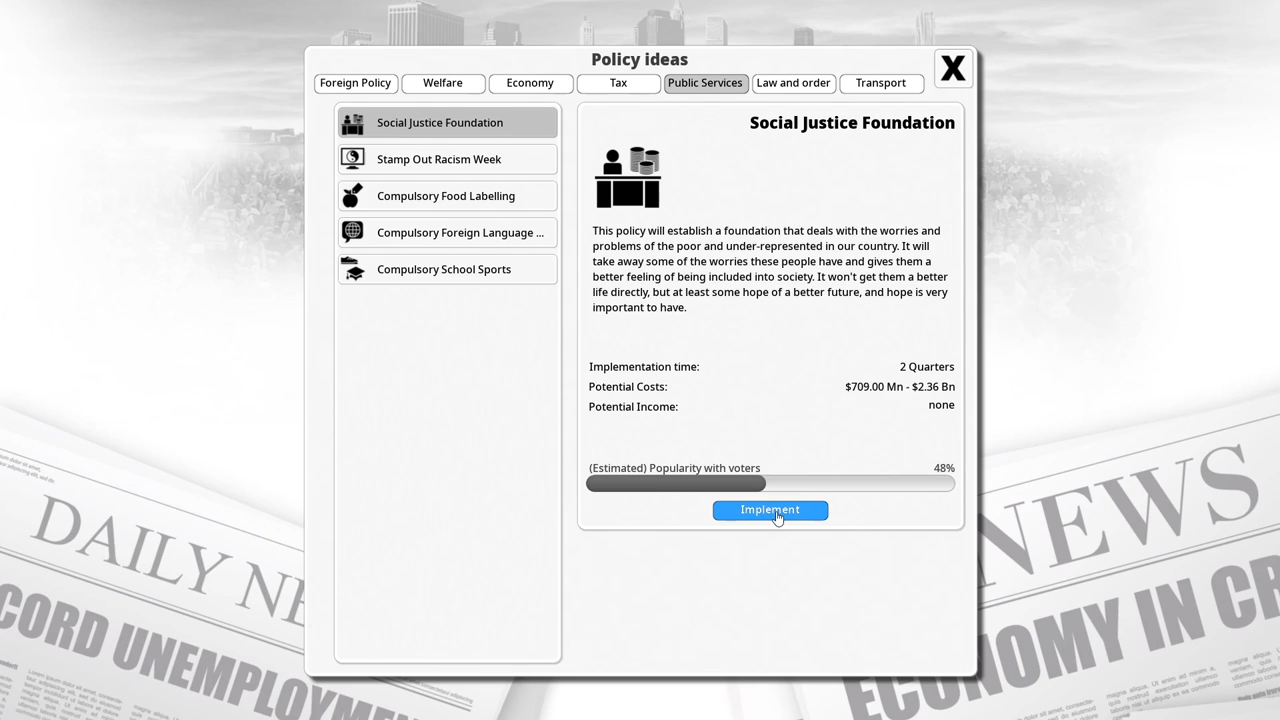 Policy ideas
X
Foreign Policy
Welfare
Economy
Tax
Public Services
Law and order
Transport
Social Justice Foundation
Stamp Out Racism Week
Compulsory Food Labelling
Compulsory Foreign Language ...
Compulsory School Sports
Social Justice Foundation
This policy will establish a foundation that deals with the worries and
problems of the poor and under-represented in our country. It will
take away some of the worries these people have and gives them a
better feeling of being included into society. It won't get them a better
life directly, but at least some hope of a better future, and hope is very
important to have.
Implementation time: 2 Quarters
Potential Costs: $709.00 Mn - $2.36 Bn
Potential Income: none
(Estimated) Popularity with voters 48%
Implement
DAILY NE
CORD UNEMPLOYM
NEWS
ECONOMY IN CR